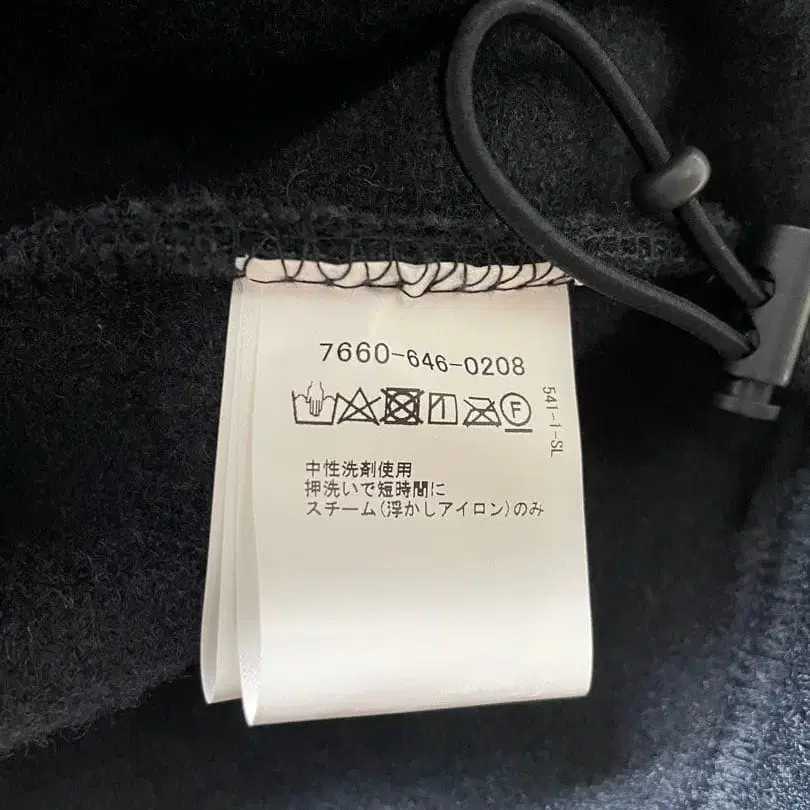 7660-646-0208
F
541-1-SL
中性洗剤使用
押洗いで短時間に
スチーム(浮かしアイロン)のみ